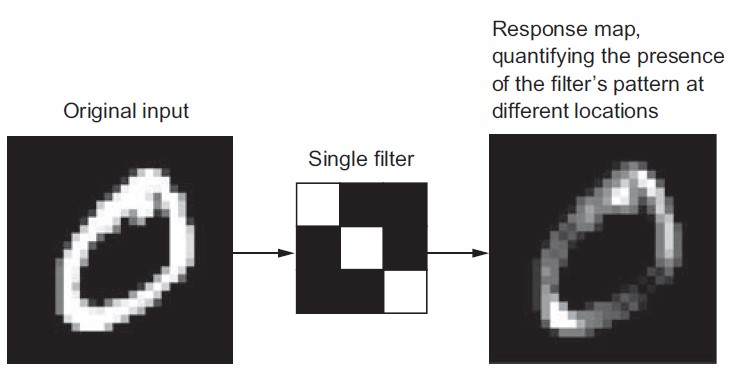 Original input
Single filter
Response map,
quantifying the presence
of the filter's pattern at
different locations